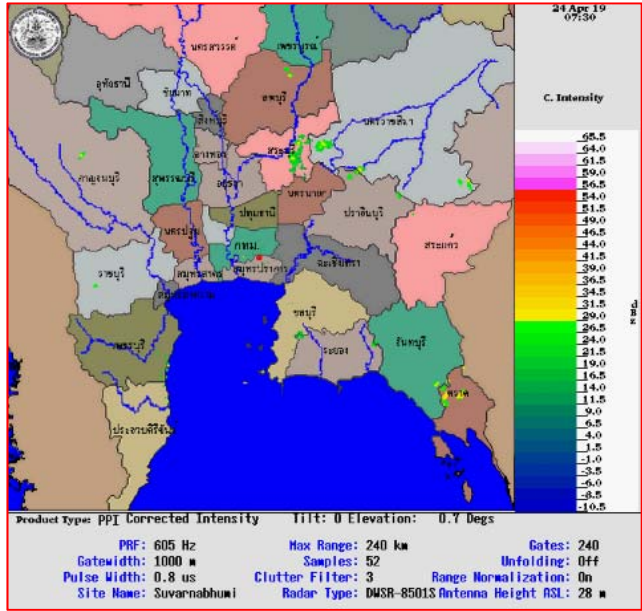 24 Apr 19
07:30
C. Intensity
65.5
64.0
61.5
59.0
56.5
54.0
51.5
49.0
46.5
44.0
41.5
39.0
36.5
34.0
31.5
29.0
26.5
24.0
21.5
19.0
16.5
14.0
11.5
9.0
6.5
4.0
1.5
-1.0
-3.5
-6.0
-8.5
-10.5
dBZ
นครสวรรค์
เพชรบูรณ์
อุทัยธานี
ชัยนาท
ลพบุรี
สิงห์บุรี
นครราชสีมา
อ่างทอง
สระบุรี
กาญจนบุรี
สุพรรณบุรี
อยุธยา
นครนายก
ปทุมธานี
ปราจีนบุรี
นครปฐม
กทม.
สระแก้ว
ฉะเชิงเทรา
ราชบุรี
สมุทรสาคร
สมุทรปราการ
สมุทรสงคราม
ชลบุรี
เพชรบุรี
ระยอง
จันทบุรี
ตราด
ประจวบคีรีขันธ์
Product Type: PPI Corrected Intensity Tilt: 0 Elevation: 0.7 Degs
PRF: 605 Hz Max Range: 240 km Gates: 240
Gatewidth: 1000 m Samples: 52 Unfolding: Off
Pulse Width: 0.8 us Clutter Filter: 3 Range Normalization: On
Site Name: Suvarnabhumi Radar Type: DWSR-8501S Antenna Height ASL: 28 m